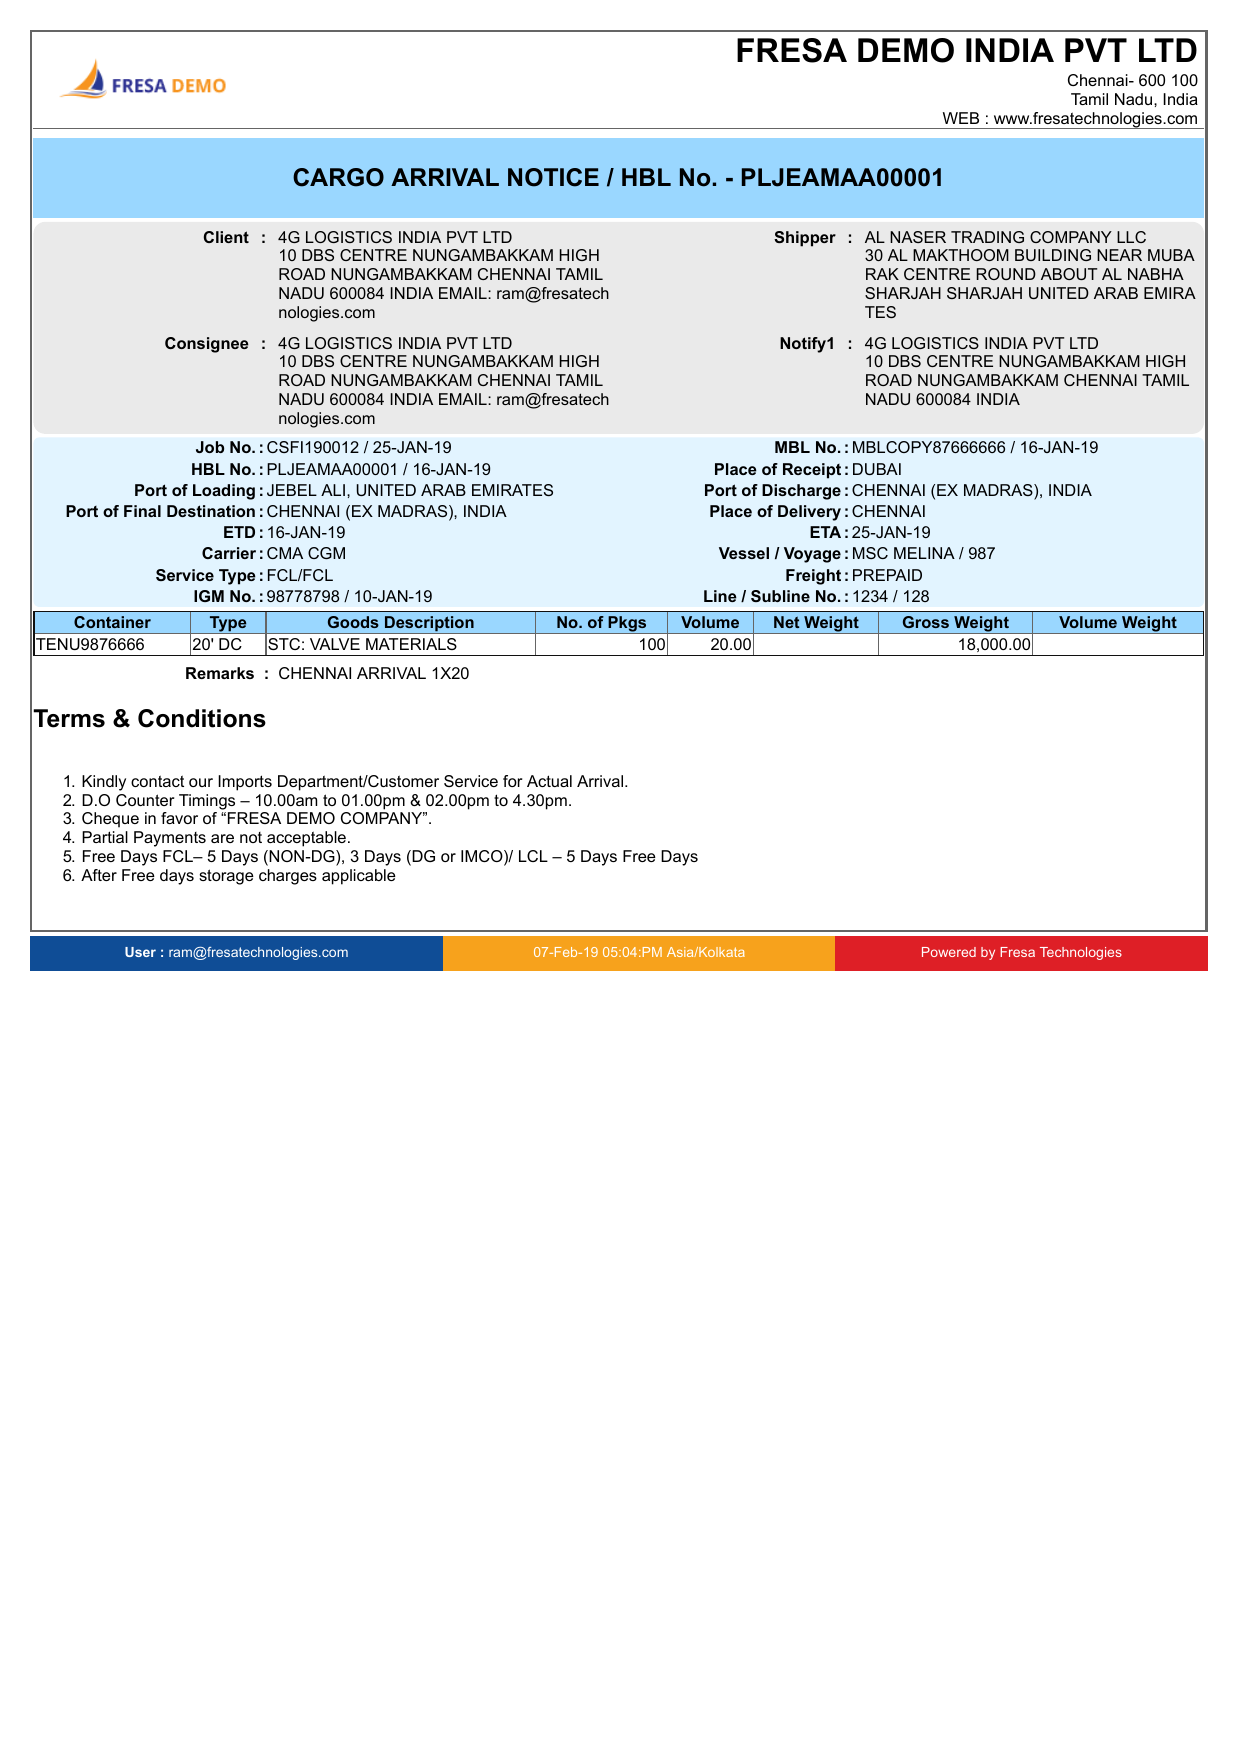 FRESA DEMO
FRESA DEMO INDIA PVT LTD
Chennai- 600 100
Tamil Nadu, India
WEB : www.fresatechnologies.com
CARGO ARRIVAL NOTICE / HBL No. - PLJEAMAA00001
Client : 4G LOGISTICS INDIA PVT LTD
10 DBS CENTRE NUNGAMBAKKAM HIGH
ROAD NUNGAMBAKKAM CHENNAI TAMIL
NADU 600084 INDIA EMAIL: ram@fresatech
nologies.com
Shipper : AL NASER TRADING COMPANY LLC
30 AL MAKTHOOM BUILDING NEAR MUBA
RAK CENTRE ROUND ABOUT AL NABHA
SHARJAH SHARJAH UNITED ARAB EMIRA
TES
Consignee : 4G LOGISTICS INDIA PVT LTD
10 DBS CENTRE NUNGAMBAKKAM HIGH
ROAD NUNGAMBAKKAM CHENNAI TAMIL
NADU 600084 INDIA EMAIL: ram@fresatech
nologies.com
Notify1 : 4G LOGISTICS INDIA PVT LTD
10 DBS CENTRE NUNGAMBAKKAM HIGH
ROAD NUNGAMBAKKAM CHENNAI TAMIL
NADU 600084 INDIA
Job No. : CSFI190012 / 25-JAN-19 MBL No. : MBLCOPY87666666 / 16-JAN-19
HBL No. : PLJEAMAA00001 / 16-JAN-19 Place of Receipt : DUBAI
Port of Loading : JEBEL ALI, UNITED ARAB EMIRATES Port of Discharge : CHENNAI (EX MADRAS), INDIA
Port of Final Destination : CHENNAI (EX MADRAS), INDIA Place of Delivery : CHENNAI
ETD : 16-JAN-19 ETA : 25-JAN-19
Carrier : CMA CGM Vessel / Voyage : MSC MELINA / 987
Service Type : FCL/FCL Freight : PREPAID
IGM No. : 98778798 / 10-JAN-19 Line / Subline No. : 1234 / 128
Container Type Goods Description No. of Pkgs Volume Net Weight Gross Weight Volume Weight
TENU9876666 20' DC STC: VALVE MATERIALS 100 20.00 18,000.00
Remarks : CHENNAI ARRIVAL 1X20
Terms & Conditions
1. Kindly contact our Imports Department/Customer Service for Actual Arrival.
2. D.O Counter Timings – 10.00am to 01.00pm & 02.00pm to 4.30pm.
3. Cheque in favor of “FRESA DEMO COMPANY”.
4. Partial Payments are not acceptable.
5. Free Days FCL– 5 Days (NON-DG), 3 Days (DG or IMCO)/ LCL – 5 Days Free Days
6. After Free days storage charges applicable
User : ram@fresatechnologies.com 07-Feb-19 05:04:PM Asia/Kolkata Powered by Fresa Technologies